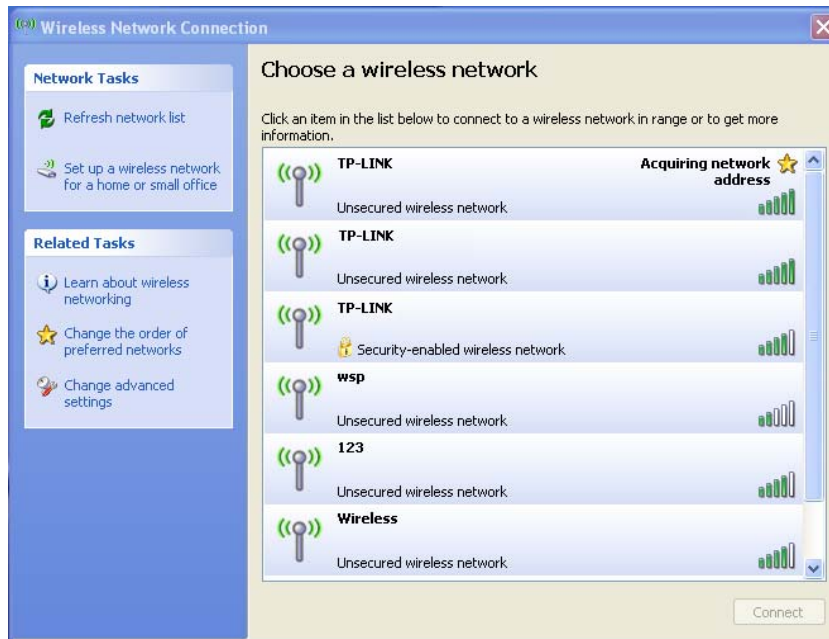 Wireless Network Connection
Network Tasks
Refresh network list
Set up a wireless network
for a home or small office
Related Tasks
Learn about wireless
networking
Change the order of
preferred networks
Change advanced
settings
Choose a wireless network
Click an item in the list below to connect to a wireless network in range or to get more
information.
TP-LINK
Acquiring network
address
Unsecured wireless network
TP-LINK
Unsecured wireless network
TP-LINK
Security-enabled wireless network
wsp
Unsecured wireless network
123
Unsecured wireless network
Wireless
Unsecured wireless network
Connect